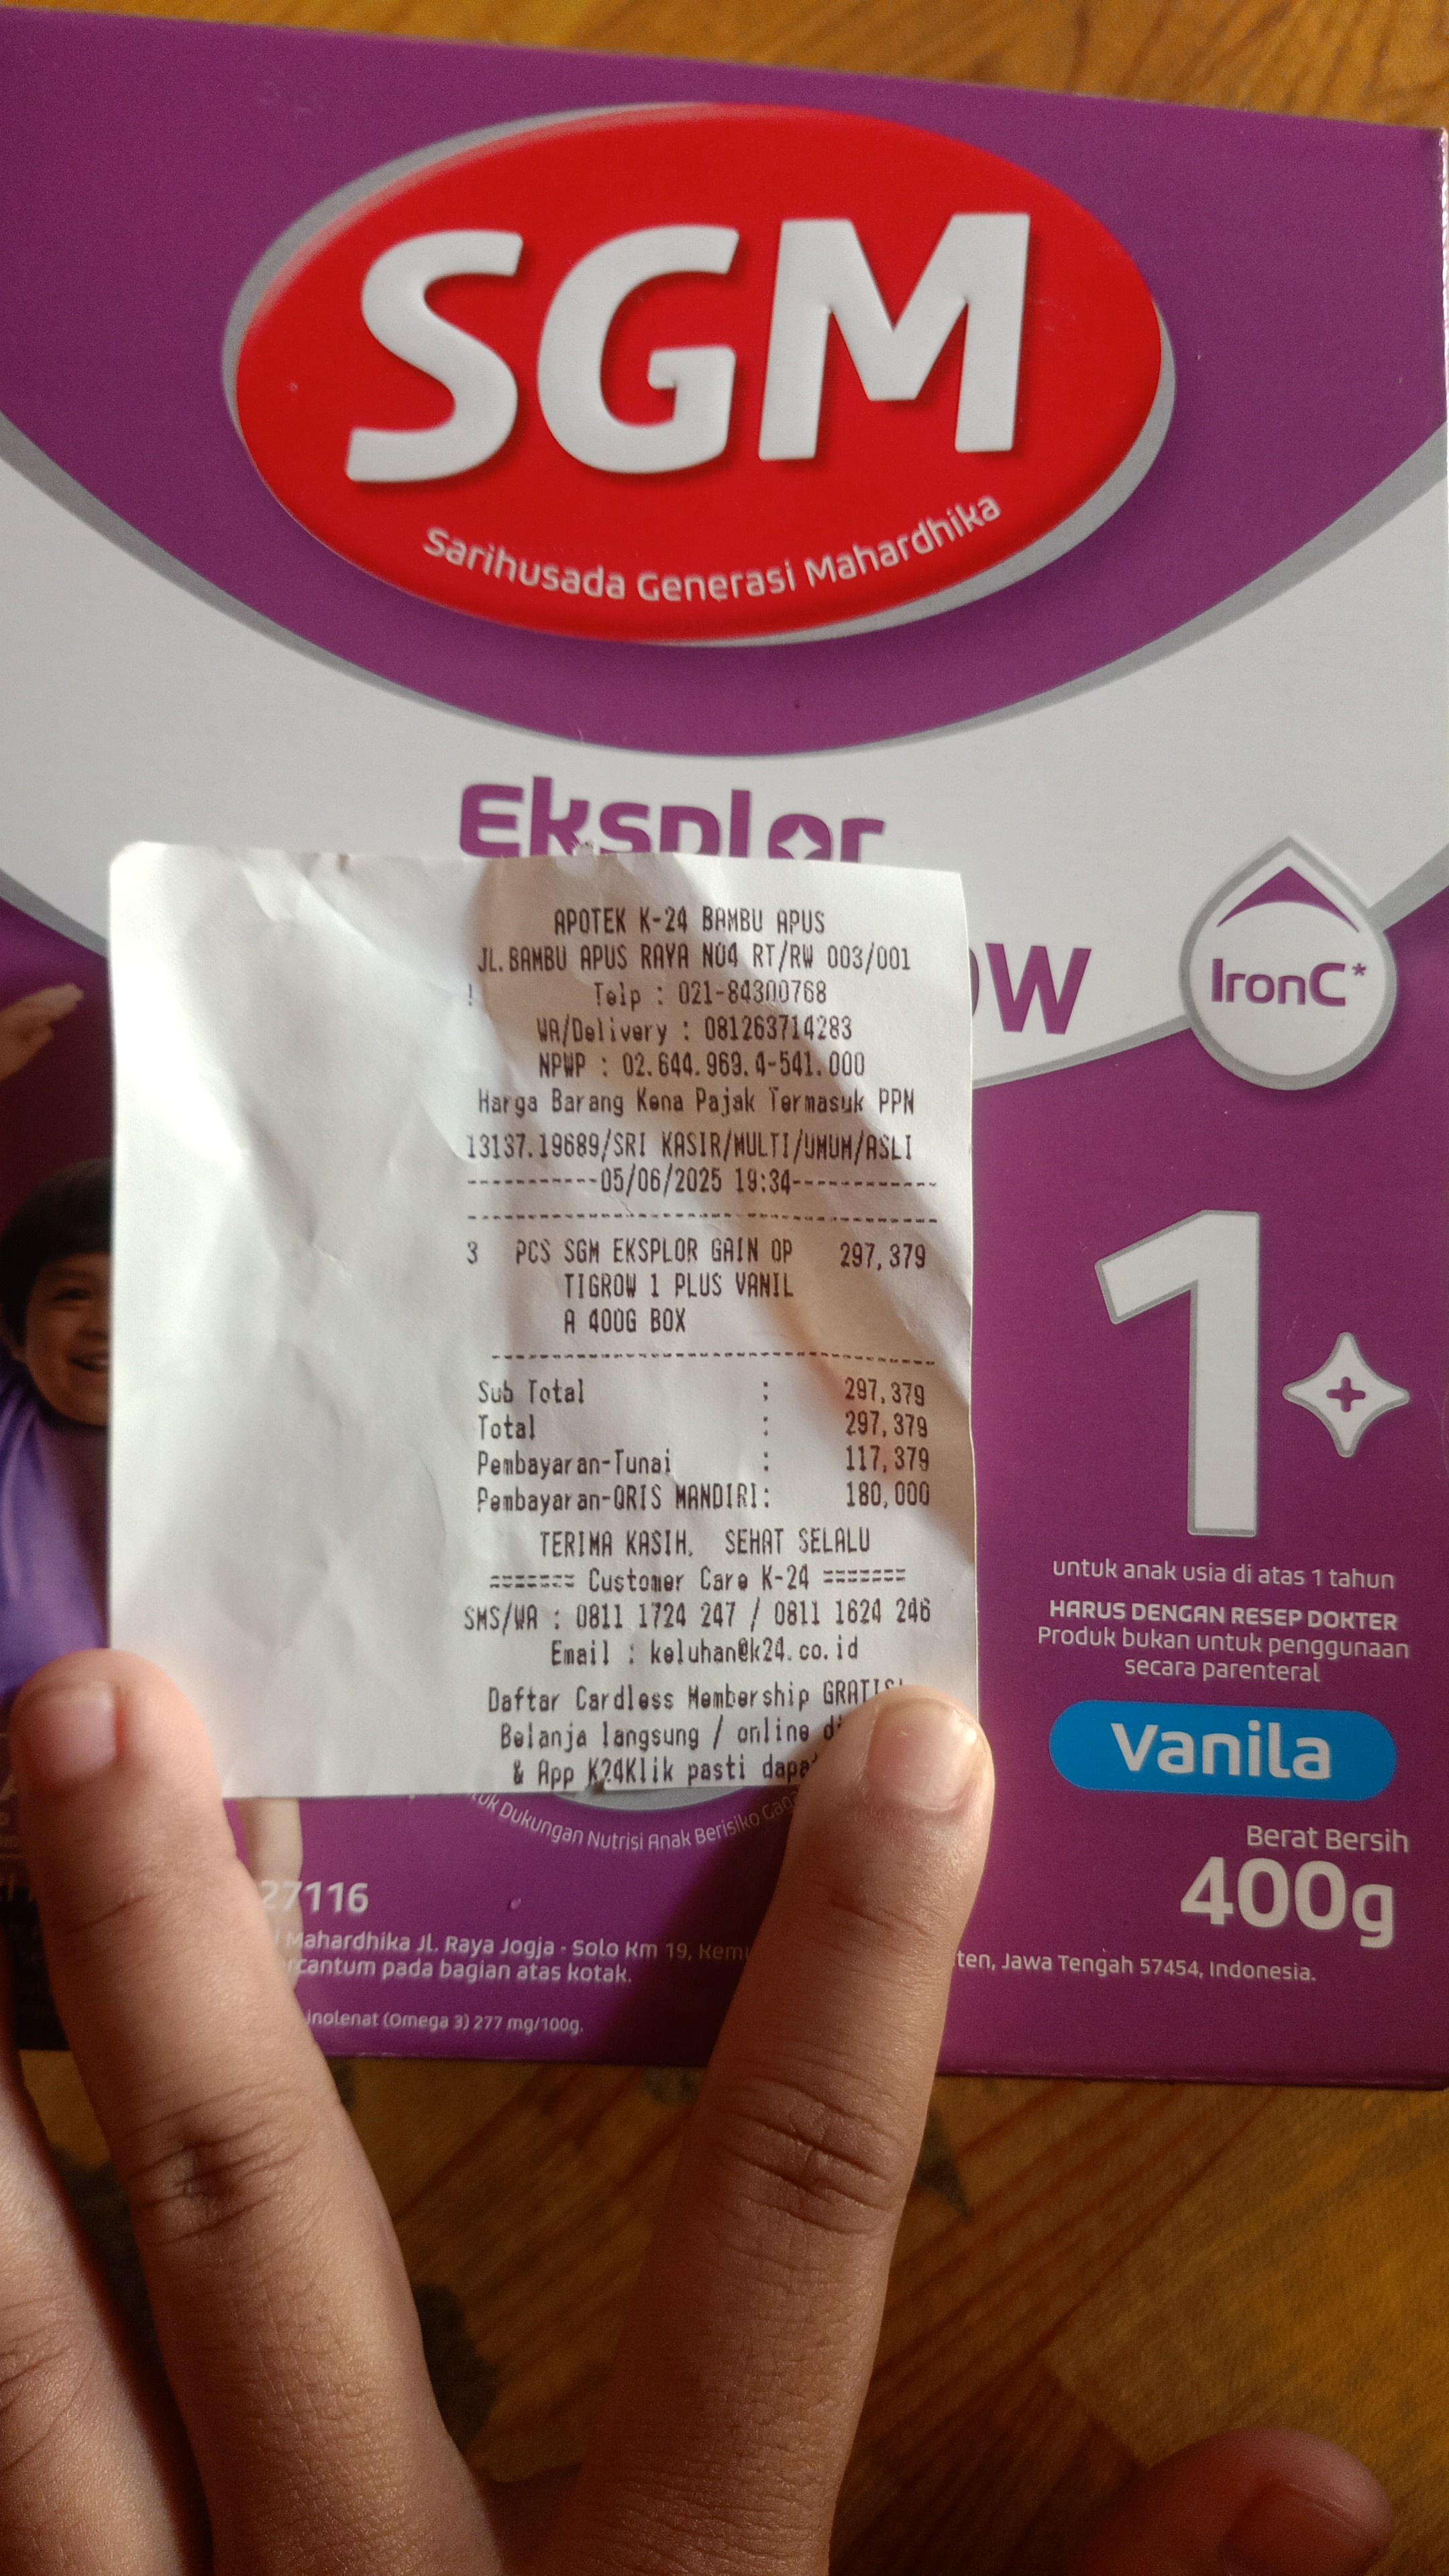 SGM
Sarihusada Generasi Mahardhika
Eksplor
OW
IronC*
APOTEK K-24 BAMBU APUS
JL.BAMBU APUS RAYA NO4 RT/RW 003/001
! Telp : 021-84300768
WA/Delivery : 081263714283
NPWP : 02.644.969.4-541.000
Harga Barang Kena Pajak Termasuk PPN
13137.19689/SRI KASIR/MULTI/UMUM/ASLI
-----------05/06/2025 19:34------------
3 PCS SGM EKSPLOR GAIN OP 297,379
TIGROW 1 PLUS VANIL
A 400G BOX
Sub Total : 297,379
Total : 297,379
Pembayaran-Tunai : 117,379
Pembayaran-QRIS MANDIRI: 180,000
TERIMA KASIH, SEHAT SELALU
======= Customer Care K-24 =======
SMS/WA : 0811 1724 247 / 0811 1624 246
Email : keluhan@k24.co.id
Daftar Cardless Membership GRATIS!
Belanja langsung / online di
& App K24Klik pasti dapa
1+
untuk anak usia di atas 1 tahun
HARUS DENGAN RESEP DOKTER
Produk bukan untuk penggunaan
secara parenteral
Vanila
Berat Bersih
400g
uk Dukungan Nutrisi Anak Berisiko Gaga
27116
Mahardhika Jl. Raya Jogja - Solo Km 19, Kemu ten, Jawa Tengah 57454, Indonesia.
rcantum pada bagian atas kotak.
inolenat (Omega 3) 277 mg/100g.